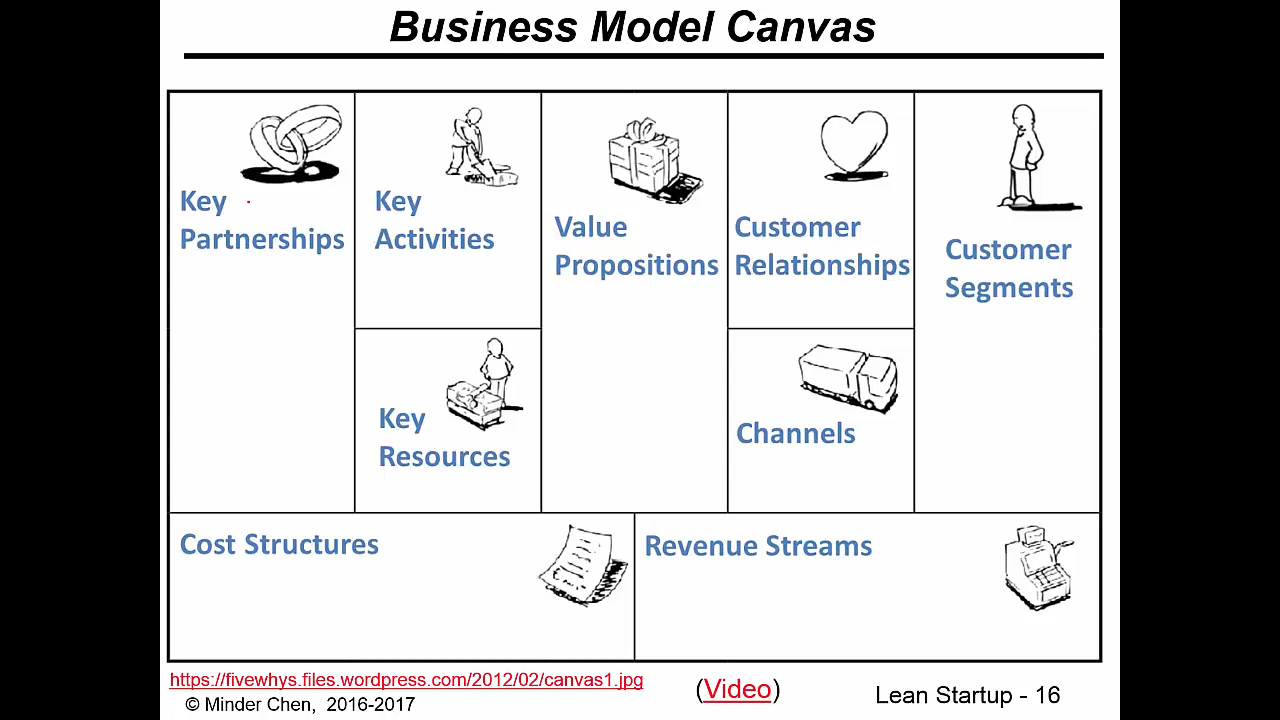 Business Model Canvas
Key
Partnerships
Key
Activities
Key
Resources
Value
Propositions
Customer
Relationships
Channels
Customer
Segments
Cost Structures
Revenue Streams
https://fivewhys.files.wordpress.com/2012/02/canvas1.jpg
© Minder Chen, 2016-2017
(Video)
Lean Startup - 16